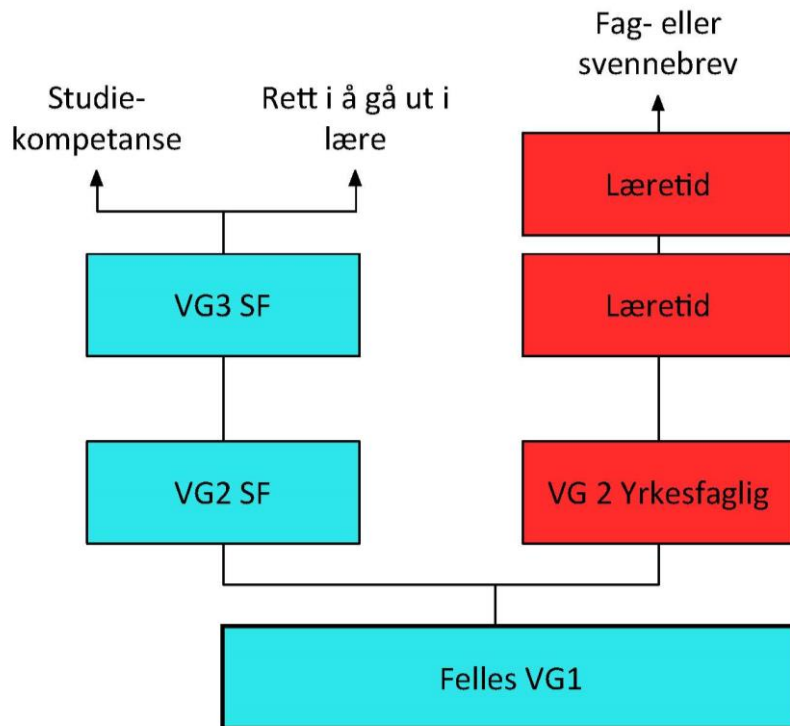 Fag- eller
svennebrev
Studie-
kompetanse
Rett i å gå ut i
lære
Læretid
VG3 SF
Læretid
VG2 SF
VG 2 Yrkesfaglig
Felles VG1